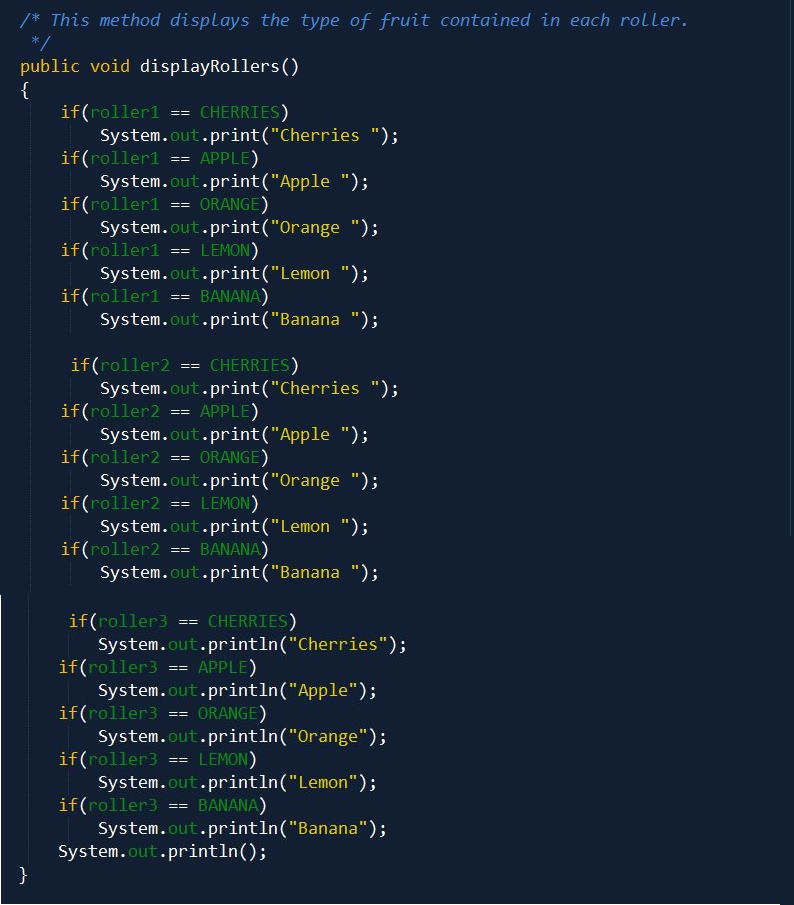 /* This method displays the type of fruit contained in each roller.
 */
public void displayRollers()
{
    if(roller1 == CHERRIES)
        System.out.print("Cherries ");
    if(roller1 == APPLE)
        System.out.print("Apple ");
    if(roller1 == ORANGE)
        System.out.print("Orange ");
    if(roller1 == LEMON)
        System.out.print("Lemon ");
    if(roller1 == BANANA)
        System.out.print("Banana ");

     if(roller2 == CHERRIES)
        System.out.print("Cherries ");
    if(roller2 == APPLE)
        System.out.print("Apple ");
    if(roller2 == ORANGE)
        System.out.print("Orange ");
    if(roller2 == LEMON)
        System.out.print("Lemon ");
    if(roller2 == BANANA)
        System.out.print("Banana ");

     if(roller3 == CHERRIES)
        System.out.println("Cherries");
    if(roller3 == APPLE)
        System.out.println("Apple");
    if(roller3 == ORANGE)
        System.out.println("Orange");
    if(roller3 == LEMON)
        System.out.println("Lemon");
    if(roller3 == BANANA)
        System.out.println("Banana");
    System.out.println();
}